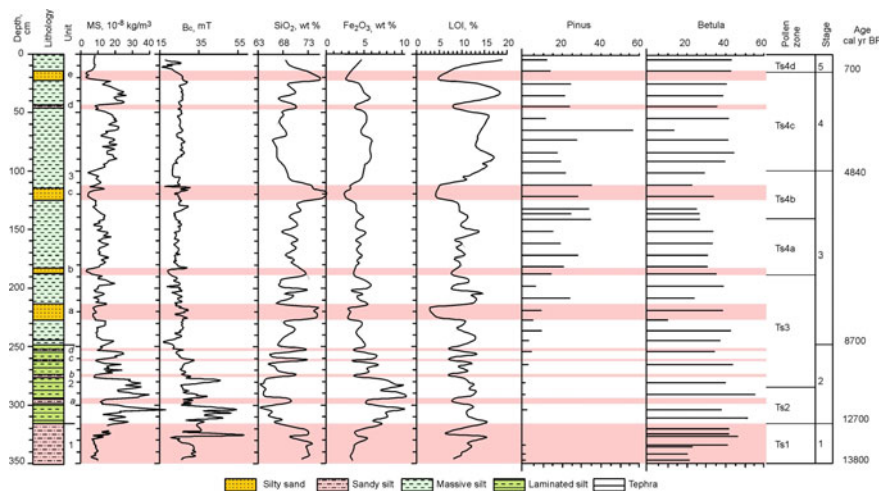 Depth, cm
Lithology
Unit
MS, 10⁻⁸ kg/m³
0 10 20 30 40
Bc, mT
15 35 55
SiO₂, wt %
63 68 73
Fe₂O₃, wt %
0 5 10
LOI, %
0 5 10 15 20
Pinus
20 40 60
Betula
0 20 40 60
Pollen zone
Stage
Age cal yr BP
0
50
100
150
200
250
300
350
e
d
3
c
b
a
d
c
b
2
a
1
Ts4d
Ts4c
Ts4b
Ts4a
Ts3
Ts2
Ts1
5
4
3
2
1
700
4840
8700
12700
13800
Silty sand Sandy silt Massive silt Laminated silt Tephra